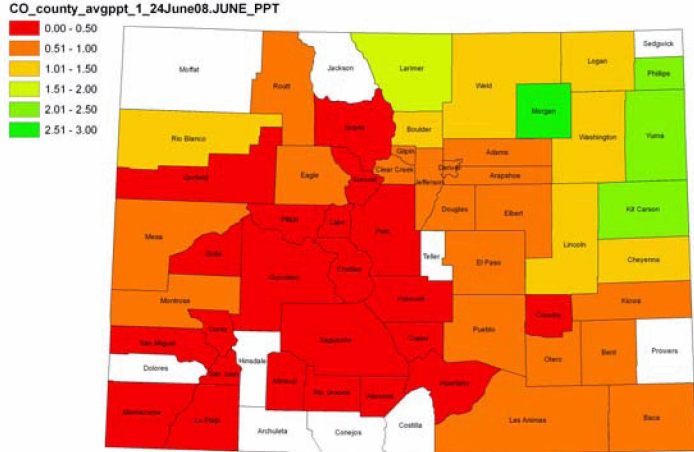 CO_county_avgppt_1_24June08.JUNE_PPT
0.00 - 0.50
0.51 - 1.00
1.01 - 1.50
1.51 - 2.00
2.01 - 2.50
2.51 - 3.00
Moffat
Routt
Jackson
Larimer
Weld
Logan
Sedgwick
Phillips
Morgan
Rio Blanco
Grand
Boulder
Washington
Yuma
Garfield
Eagle
Summit
Gilpin
Clear Creek
Jefferson
Denver
Adams
Arapahoe
Mesa
Pitkin
Lake
Park
Douglas
Elbert
Kit Carson
Delta
Gunnison
Chaffee
Teller
El Paso
Lincoln
Cheyenne
Montrose
Fremont
Crowley
Kiowa
Ouray
San Miguel
Saguache
Custer
Pueblo
Otero
Bent
Prowers
Dolores
San Juan
Hinsdale
Mineral
Rio Grande
Alamosa
Huerfano
Montezuma
La Plata
Archuleta
Conejos
Costilla
Las Animas
Baca